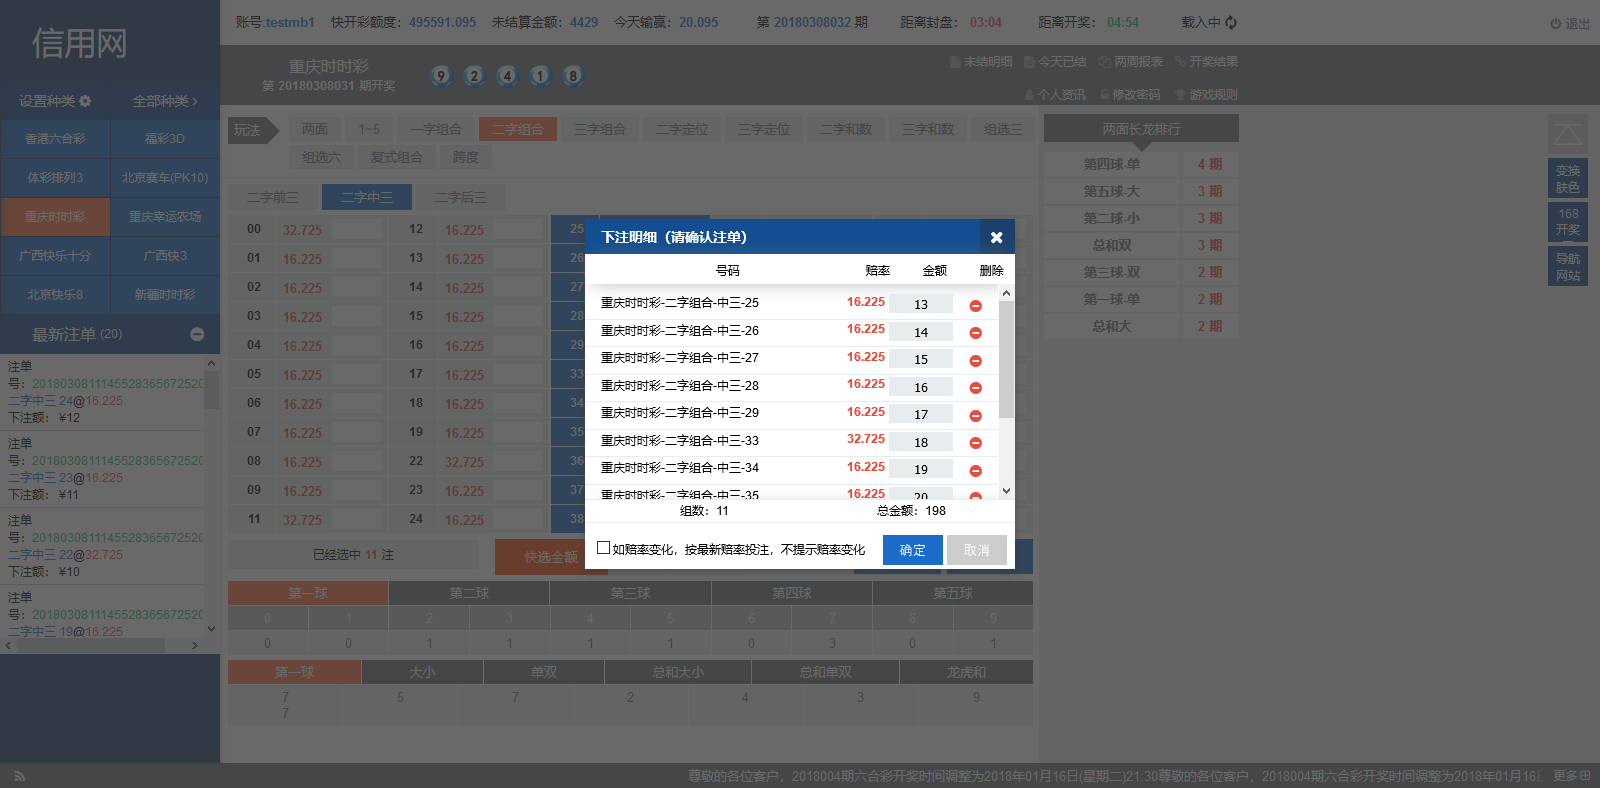 信用网
账号:testmb1 快开彩额度: 495591.095 未结算金额: 4429 今天输赢: 20.095 第 20180308032 期 距离封盘: 03:04 距离开奖: 04:54 载入中 退出
重庆时时彩
第 20180308031 期开奖
9 2 4 1 8
未结明细 今天已结 两周报表 开奖结果
个人资讯 修改密码 游戏规则
设置种类 全部种类
香港六合彩 福彩3D
体彩排列3 北京赛车(PK10)
重庆时时彩 重庆幸运农场
广西快乐十分 广西快3
北京快乐8 新疆时时彩
最新注单 (20)
注单
号: 2018030811145528365672520
二字中三 24@16.225
下注额: ¥12
注单
号: 2018030811145528365672520
二字中三 23@16.225
下注额: ¥11
注单
号: 2018030811145528365672520
二字中三 22@32.725
下注额: ¥10
注单
号: 2018030811145528365672520
二字中三 19@16.225
玩法 两面 1~5 一字组合 二字组合 三字组合 二字定位 三字定位 二字和数 三字和数 组选三
组选六 复式组合 跨度
二字前三 二字中三 二字后三
00 32.725 12 16.225 25
01 16.225 13 16.225 26
02 16.225 14 16.225 27
03 16.225 15 16.225 28
04 16.225 16 16.225 29
05 16.225 17 16.225 33
06 16.225 18 16.225 34
07 16.225 19 16.225 35
08 16.225 22 32.725 36
09 16.225 23 16.225 37
11 32.725 24 16.225 38
已经选中 11 注 快选金额
下注明细（请确认注单）
号码 赔率 金额 删除
重庆时时彩-二字组合-中三-25 16.225 13
重庆时时彩-二字组合-中三-26 16.225 14
重庆时时彩-二字组合-中三-27 16.225 15
重庆时时彩-二字组合-中三-28 16.225 16
重庆时时彩-二字组合-中三-29 16.225 17
重庆时时彩-二字组合-中三-33 32.725 18
重庆时时彩-二字组合-中三-34 16.225 19
重庆时时彩-二字组合-中三-35 16.225 20
组数: 11 总金额: 198
如赔率变化，按最新赔率投注，不提示赔率变化 确定 取消
第一球 第二球 第三球 第四球 第五球
0 1 2 3 4 5 6 7 8 9
0 0 1 1 1 1 0 3 0 1
第一球 大小 单双 总和大小 总和单双 龙虎和
7 5 7 2 4 3 9
7
两面长龙排行
第四球-单 4 期
第五球-大 3 期
第二球-小 3 期
总和双 3 期
第三球-双 2 期
第一球-单 2 期
总和大 2 期
变换
肤色
168
开奖
导航
网站
尊敬的各位客户，2018004期六合彩开奖时间调整为2018年01月16日(星期二)21:30尊敬的各位客户，2018004期六合彩开奖时间调整为2018年01月16日 更多